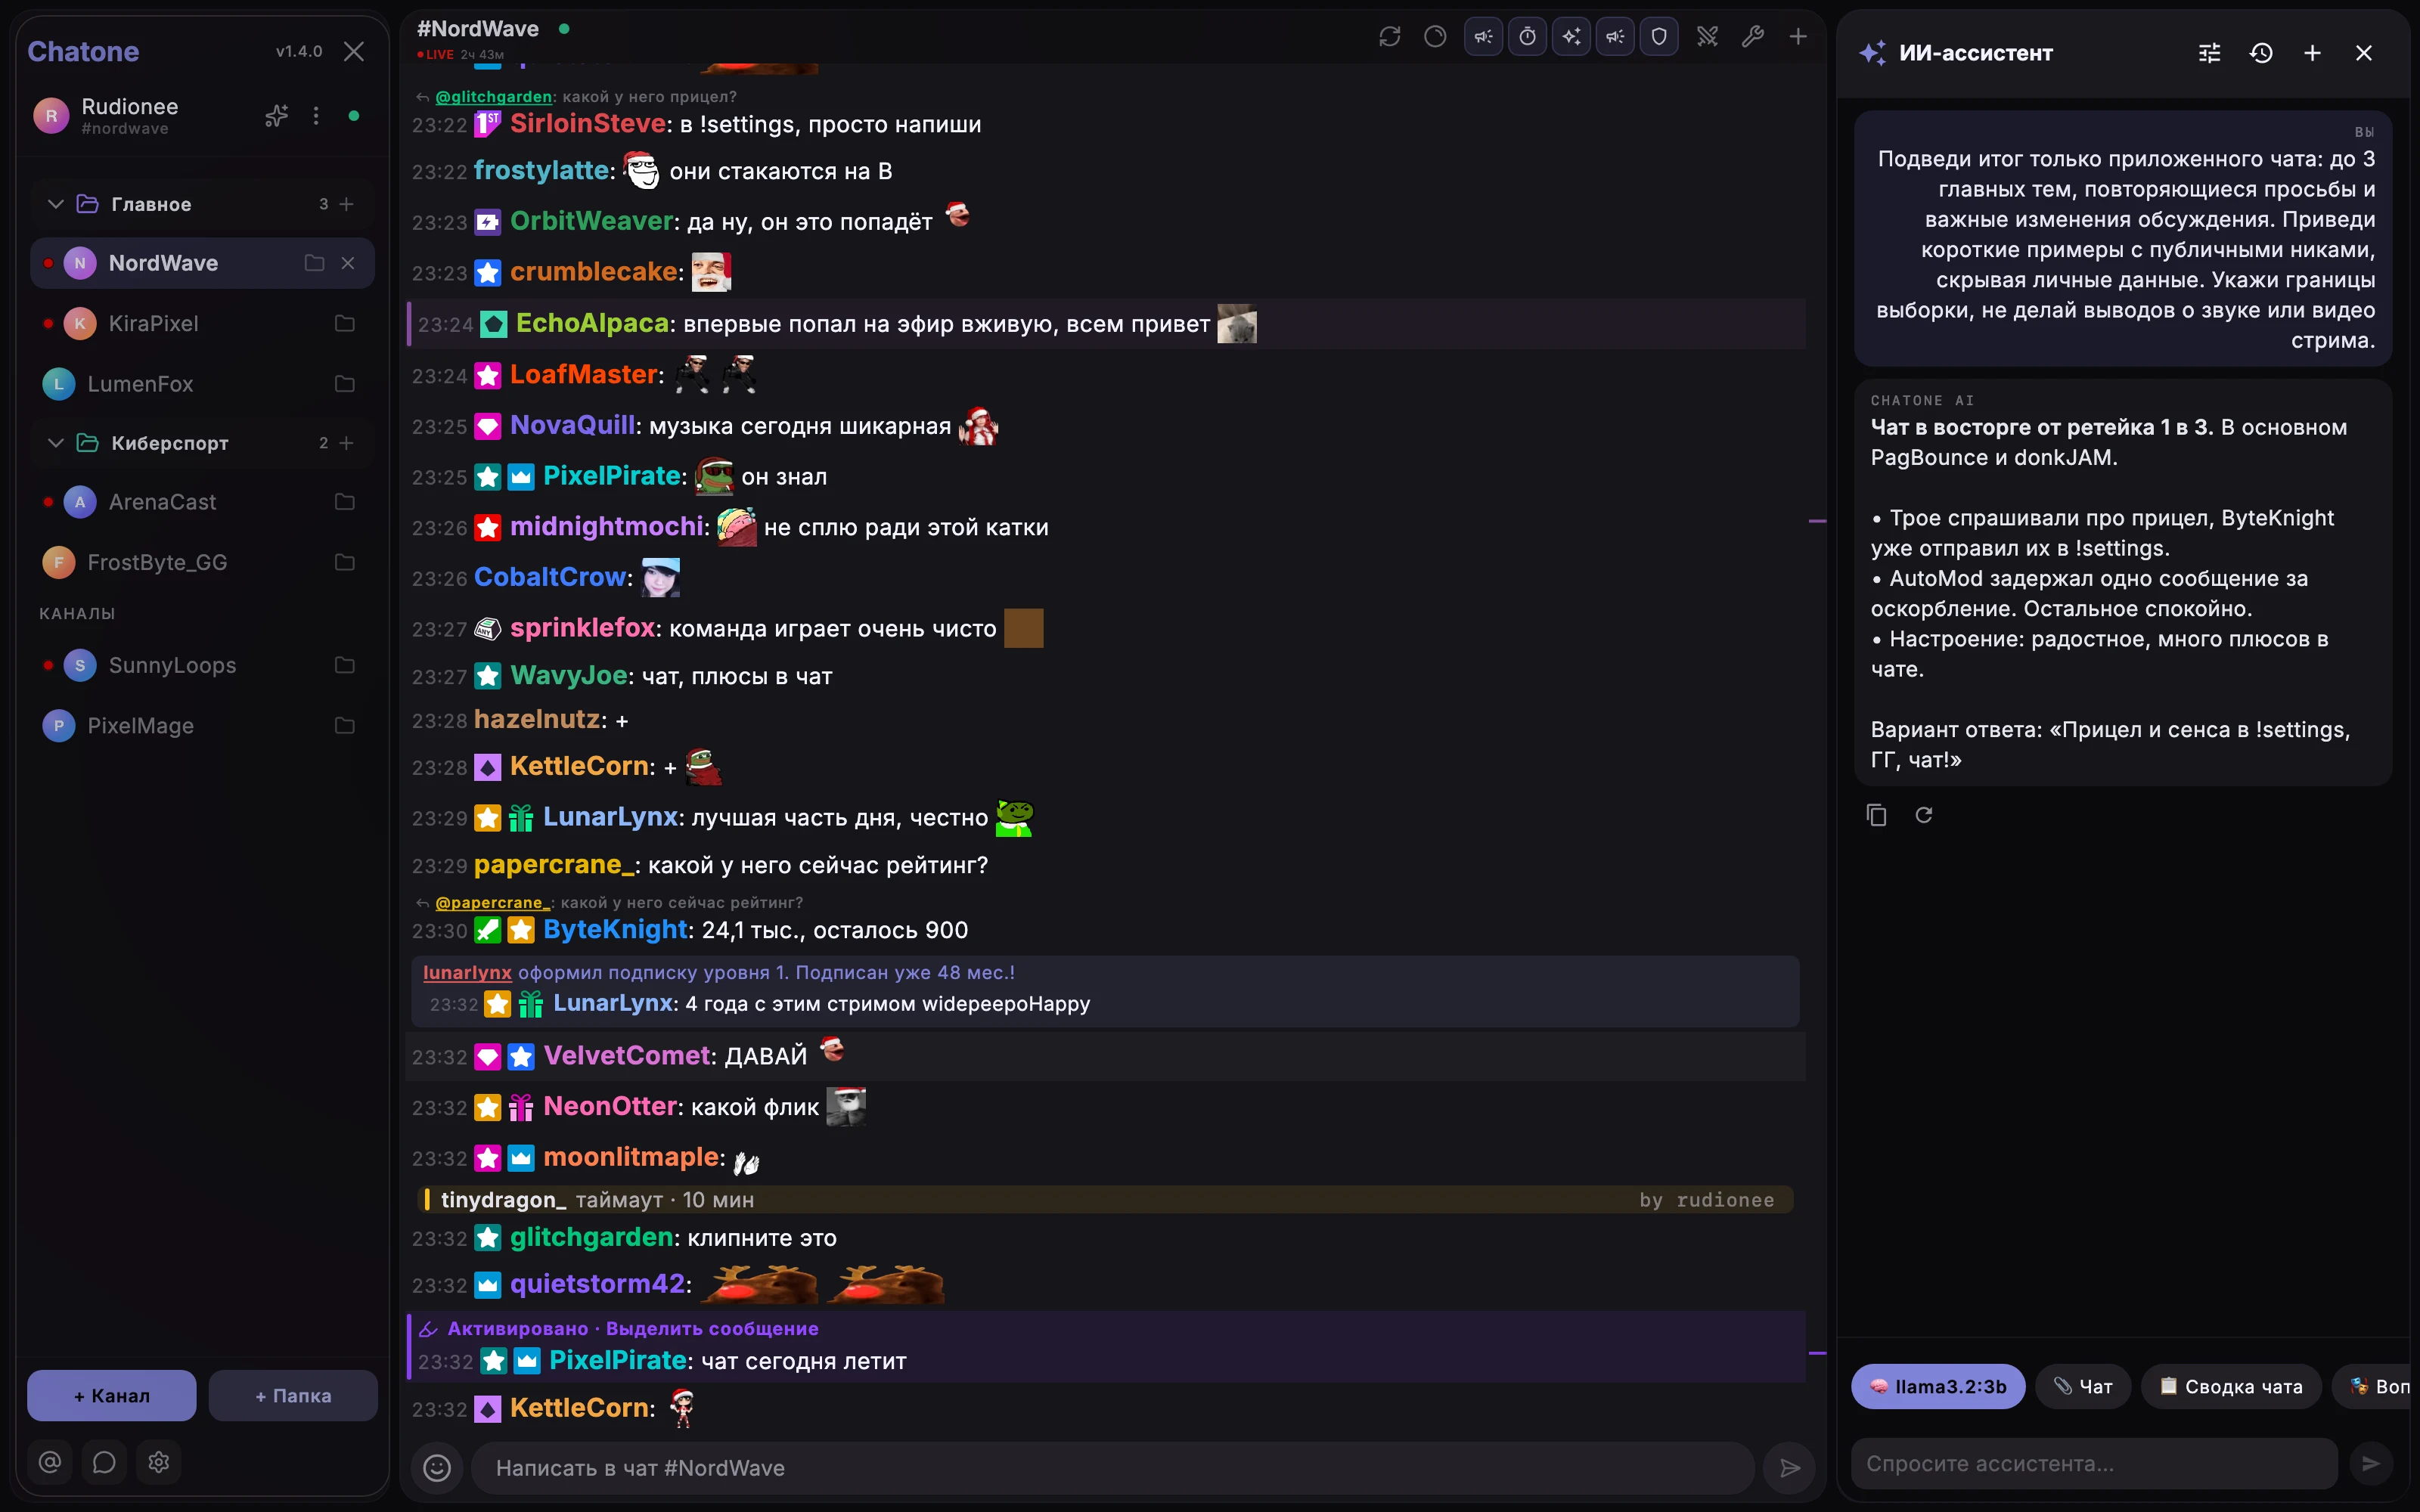 Chatone
v1.4.0
R
Rudionee
#nordwave
Главное
3
N
NordWave
K
KiraPixel
L
LumenFox
Киберспорт
2
A
ArenaCast
F
FrostByte_GG
КАНАЛЫ
S
SunnyLoops
P
PixelMage
+ Канал
+ Папка
#NordWave
LIVE 2ч 43м
@glitchgarden: какой у него прицел?
23:22 1ST SirloinSteve: в !settings, просто напиши
23:22 frostylatte: они стакаются на B
23:23 OrbitWeaver: да ну, он это попадёт
23:23 crumblecake:
23:24 EchoAlpaca: впервые попал на эфир вживую, всем привет
23:24 LoafMaster:
23:25 NovaQuill: музыка сегодня шикарная
23:25 PixelPirate: он знал
23:26 midnightmochi: не сплю ради этой катки
23:26 CobaltCrow:
23:27 ANY sprinklefox: команда играет очень чисто
23:27 WavyJoe: чат, плюсы в чат
23:28 hazelnutz: +
23:28 KettleCorn: +
23:29 LunarLynx: лучшая часть дня, честно
23:29 papercrane_: какой у него сейчас рейтинг?
@papercrane_: какой у него сейчас рейтинг?
23:30 ByteKnight: 24,1 тыс., осталось 900
lunarlynx оформил подписку уровня 1. Подписан уже 48 мес.!
23:32 LunarLynx: 4 года с этим стримом widepeepoHappy
23:32 VelvetComet: ДАВАЙ
23:32 NeonOtter: какой флик
23:32 moonlitmaple:
tinydragon_ таймаут · 10 мин
by rudionee
23:32 glitchgarden: клипните это
23:32 quietstorm42:
Активировано · Выделить сообщение
23:32 PixelPirate: чат сегодня летит
23:32 KettleCorn:
Написать в чат #NordWave
ИИ-ассистент
ВЫ
Подведи итог только приложенного чата: до 3
главных тем, повторяющиеся просьбы и
важные изменения обсуждения. Приведи
короткие примеры с публичными никами,
скрывая личные данные. Укажи границы
выборки, не делай выводов о звуке или видео
стрима.
CHATONE AI
Чат в восторге от ретейка 1 в 3. В основном
PagBounce и donkJAM.
• Трое спрашивали про прицел, ByteKnight
уже отправил их в !settings.
• AutoMod задержал одно сообщение за
оскорбление. Остальное спокойно.
• Настроение: радостное, много плюсов в
чате.
Вариант ответа: «Прицел и сенса в !settings,
ГГ, чат!»
llama3.2:3b
Чат
Сводка чата
Воп
Спросите ассистента...